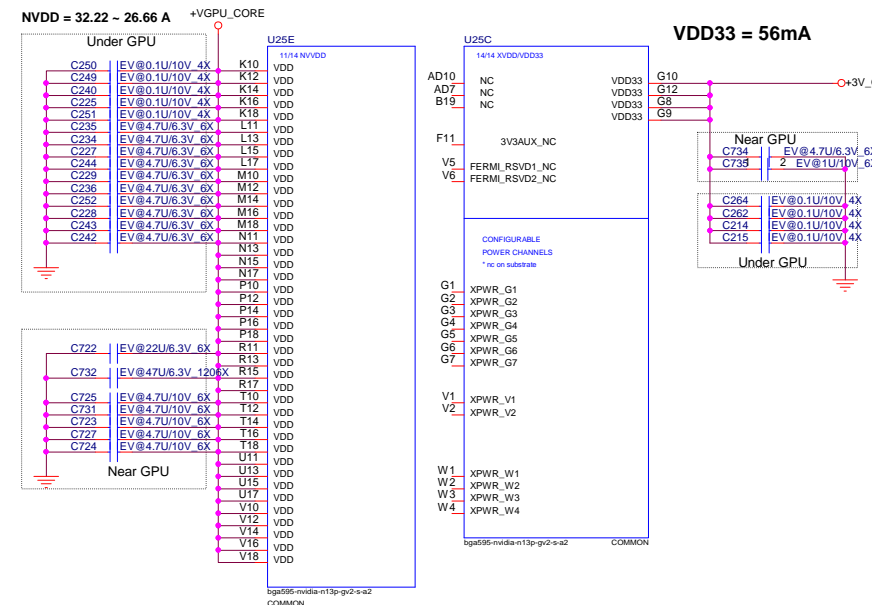 NVDD = 32.22 ~ 26.66 A
+VGPU_CORE
Under GPU
C250 EV@0.1U/10V_4X
C249 EV@0.1U/10V_4X
C240 EV@0.1U/10V_4X
C225 EV@0.1U/10V_4X
C251 EV@0.1U/10V_4X
C235 EV@4.7U/6.3V_6X
C234 EV@4.7U/6.3V_6X
C227 EV@4.7U/6.3V_6X
C244 EV@4.7U/6.3V_6X
C229 EV@4.7U/6.3V_6X
C236 EV@4.7U/6.3V_6X
C252 EV@4.7U/6.3V_6X
C228 EV@4.7U/6.3V_6X
C243 EV@4.7U/6.3V_6X
C242 EV@4.7U/6.3V_6X
C722 EV@22U/6.3V_6X
C732 EV@47U/6.3V_1206X
C725 EV@4.7U/10V_6X
C731 EV@4.7U/10V_6X
C723 EV@4.7U/10V_6X
C727 EV@4.7U/10V_6X
C724 EV@4.7U/10V_6X
Near GPU
U25E
11/14 NVVDD
K10 VDD
K12 VDD
K14 VDD
K16 VDD
K18 VDD
L11 VDD
L13 VDD
L15 VDD
L17 VDD
M10 VDD
M12 VDD
M14 VDD
M16 VDD
M18 VDD
N11 VDD
N13 VDD
N15 VDD
N17 VDD
P10 VDD
P12 VDD
P14 VDD
P16 VDD
P18 VDD
R11 VDD
R13 VDD
R15 VDD
R17 VDD
T10 VDD
T12 VDD
T14 VDD
T16 VDD
T18 VDD
U11 VDD
U13 VDD
U15 VDD
U17 VDD
V10 VDD
V12 VDD
V14 VDD
V16 VDD
V18 VDD
bga595-nvidia-n13p-gv2-s-a2
COMMON
U25C
14/14 XVDD/VDD33
AD10 NC
AD7 NC
B19 NC
F11 3V3AUX_NC
V5 FERMI_RSVD1_NC
V6 FERMI_RSVD2_NC
VDD33 G10
VDD33 G12
VDD33 G8
VDD33 G9
CONFIGURABLE
POWER CHANNELS
* nc on substrate
G1 XPWR_G1
G2 XPWR_G2
G3 XPWR_G3
G4 XPWR_G4
G5 XPWR_G5
G6 XPWR_G6
G7 XPWR_G7
V1 XPWR_V1
V2 XPWR_V2
W1 XPWR_W1
W2 XPWR_W2
W3 XPWR_W3
W4 XPWR_W4
bga595-nvidia-n13p-gv2-s-a2
COMMON
VDD33 = 56mA
+3V_
Near GPU
C734 EV@4.7U/6.3V_6X
C735 1 2 EV@1U/10V_6X
C264 EV@0.1U/10V_4X
C262 EV@0.1U/10V_4X
C214 EV@0.1U/10V_4X
C215 EV@0.1U/10V_4X
Under GPU